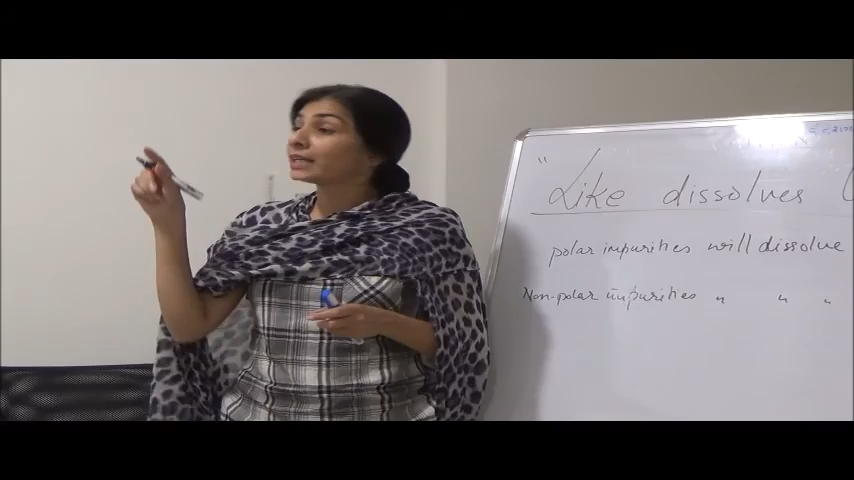 " Like dissolves
polar impurities will dissolve
Non-polar impurities " " "